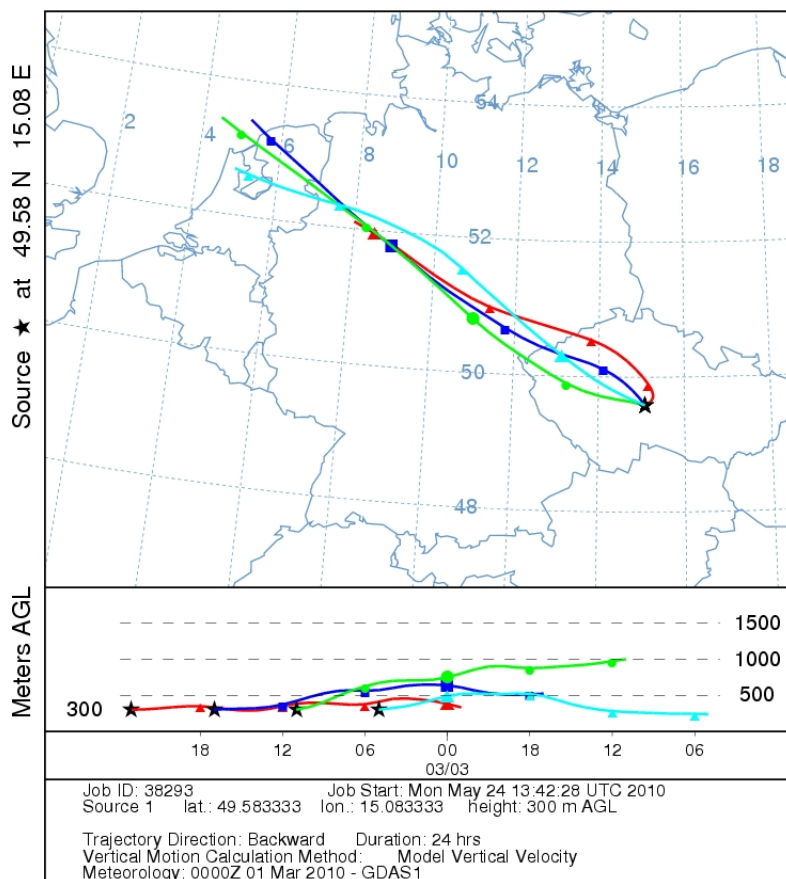 Source ★ at 49.58 N 15.08 E
54
2 4 6 8 10 12 14 16 18
52
50
48
Meters AGL
1500
1000
500
300
18 12 06 00 18 12 06
03/03
Job ID: 38293 Job Start: Mon May 24 13:42:28 UTC 2010
Source 1 lat.: 49.583333 lon.: 15.083333 height: 300 m AGL
Trajectory Direction: Backward Duration: 24 hrs
Vertical Motion Calculation Method: Model Vertical Velocity
Meteorology: 0000Z 01 Mar 2010 - GDAS1